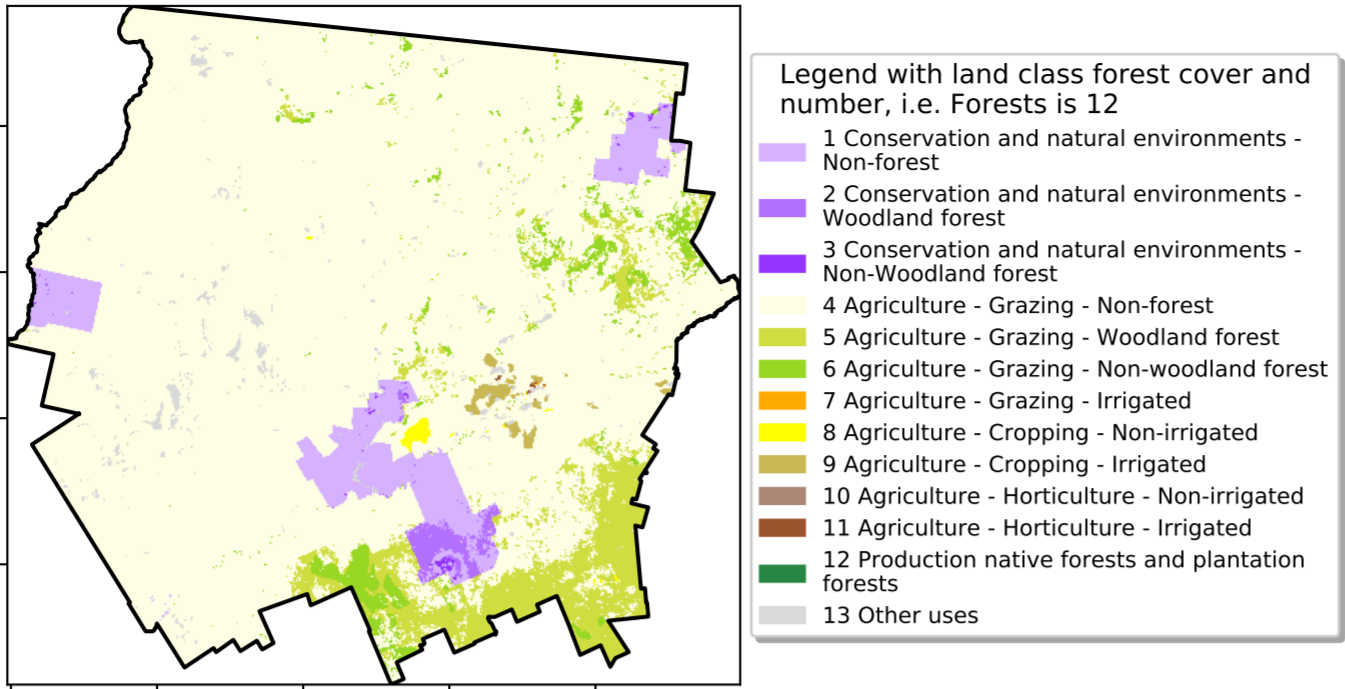 Legend with land class forest cover and
number, i.e. Forests is 12
1 Conservation and natural environments -
Non-forest
2 Conservation and natural environments -
Woodland forest
3 Conservation and natural environments -
Non-Woodland forest
4 Agriculture - Grazing - Non-forest
5 Agriculture - Grazing - Woodland forest
6 Agriculture - Grazing - Non-woodland forest
7 Agriculture - Grazing - Irrigated
8 Agriculture - Cropping - Non-irrigated
9 Agriculture - Cropping - Irrigated
10 Agriculture - Horticulture - Non-irrigated
11 Agriculture - Horticulture - Irrigated
12 Production native forests and plantation
forests
13 Other uses